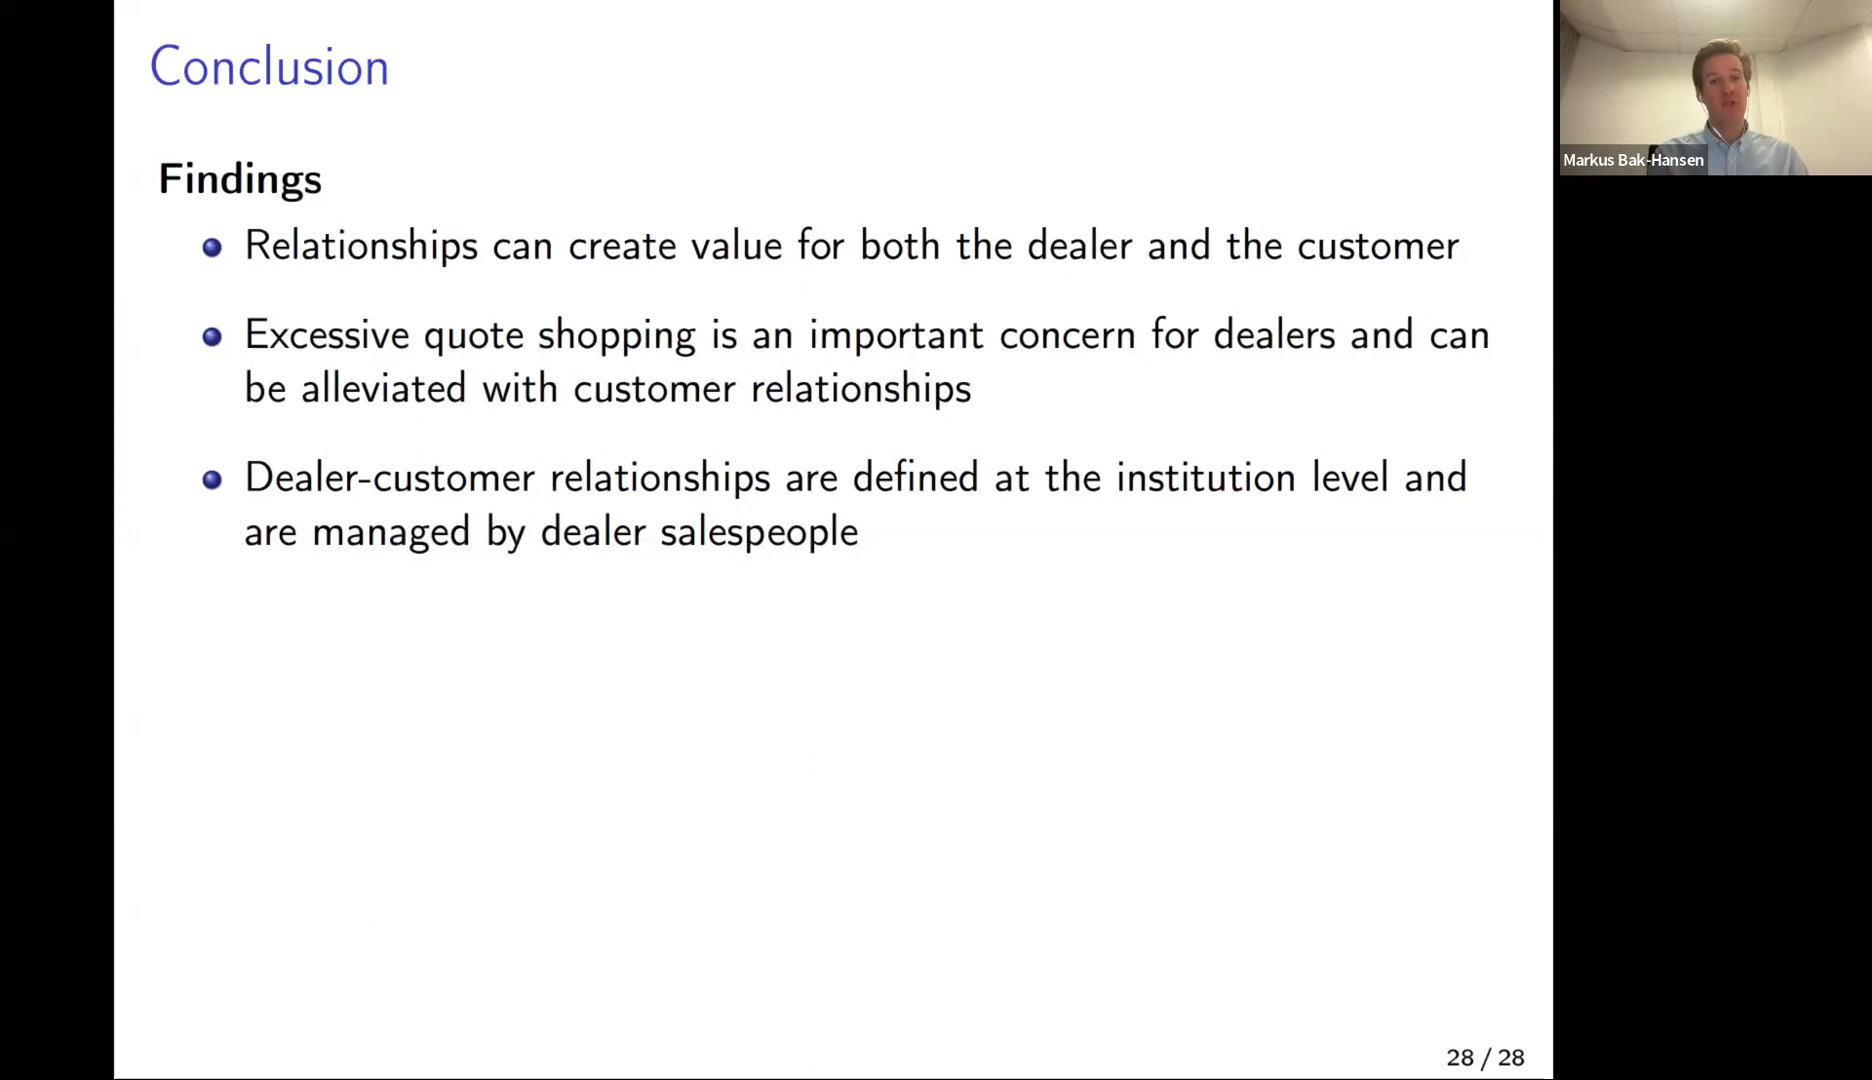 Conclusion
Findings
Relationships can create value for both the dealer and the customer
Excessive quote shopping is an important concern for dealers and can
be alleviated with customer relationships
Dealer-customer relationships are defined at the institution level and
are managed by dealer salespeople
28 / 28
Markus Bak-Hansen